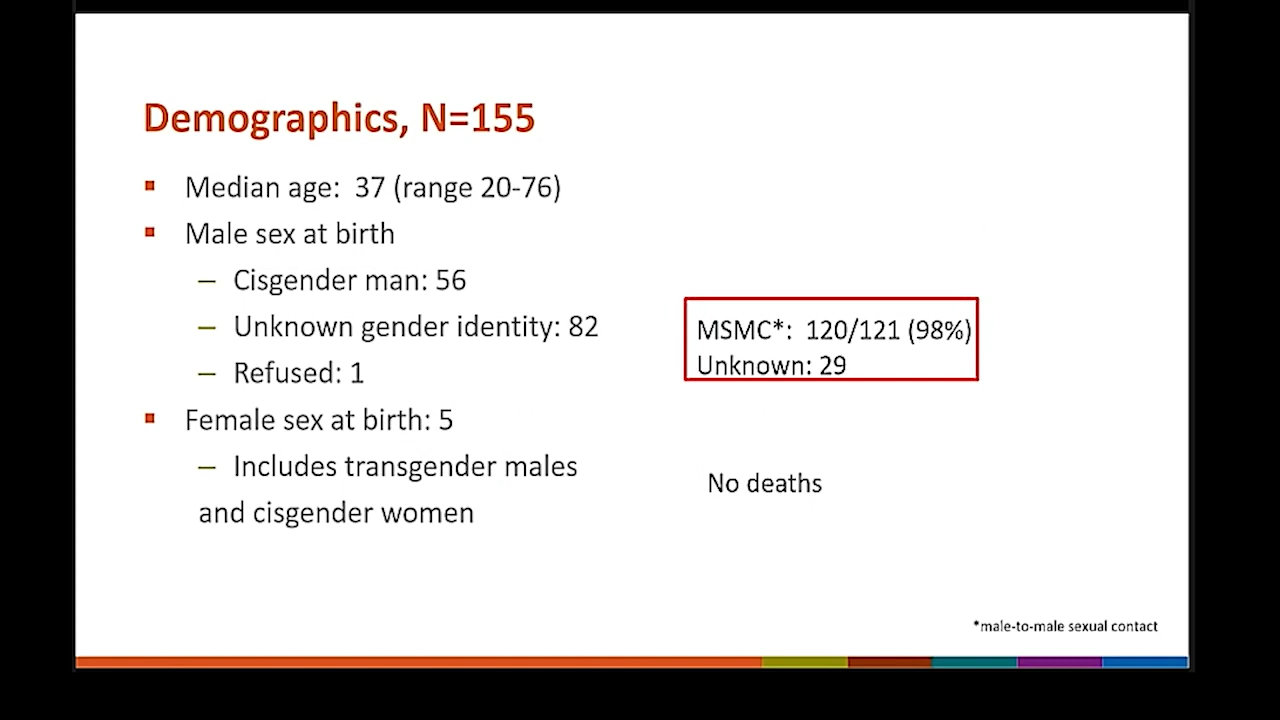 Demographics, N=155
▪ Median age: 37 (range 20-76)
▪ Male sex at birth
– Cisgender man: 56
– Unknown gender identity: 82
– Refused: 1
▪ Female sex at birth: 5
– Includes transgender males
and cisgender women
MSMC*: 120/121 (98%)
Unknown: 29
No deaths
*male-to-male sexual contact